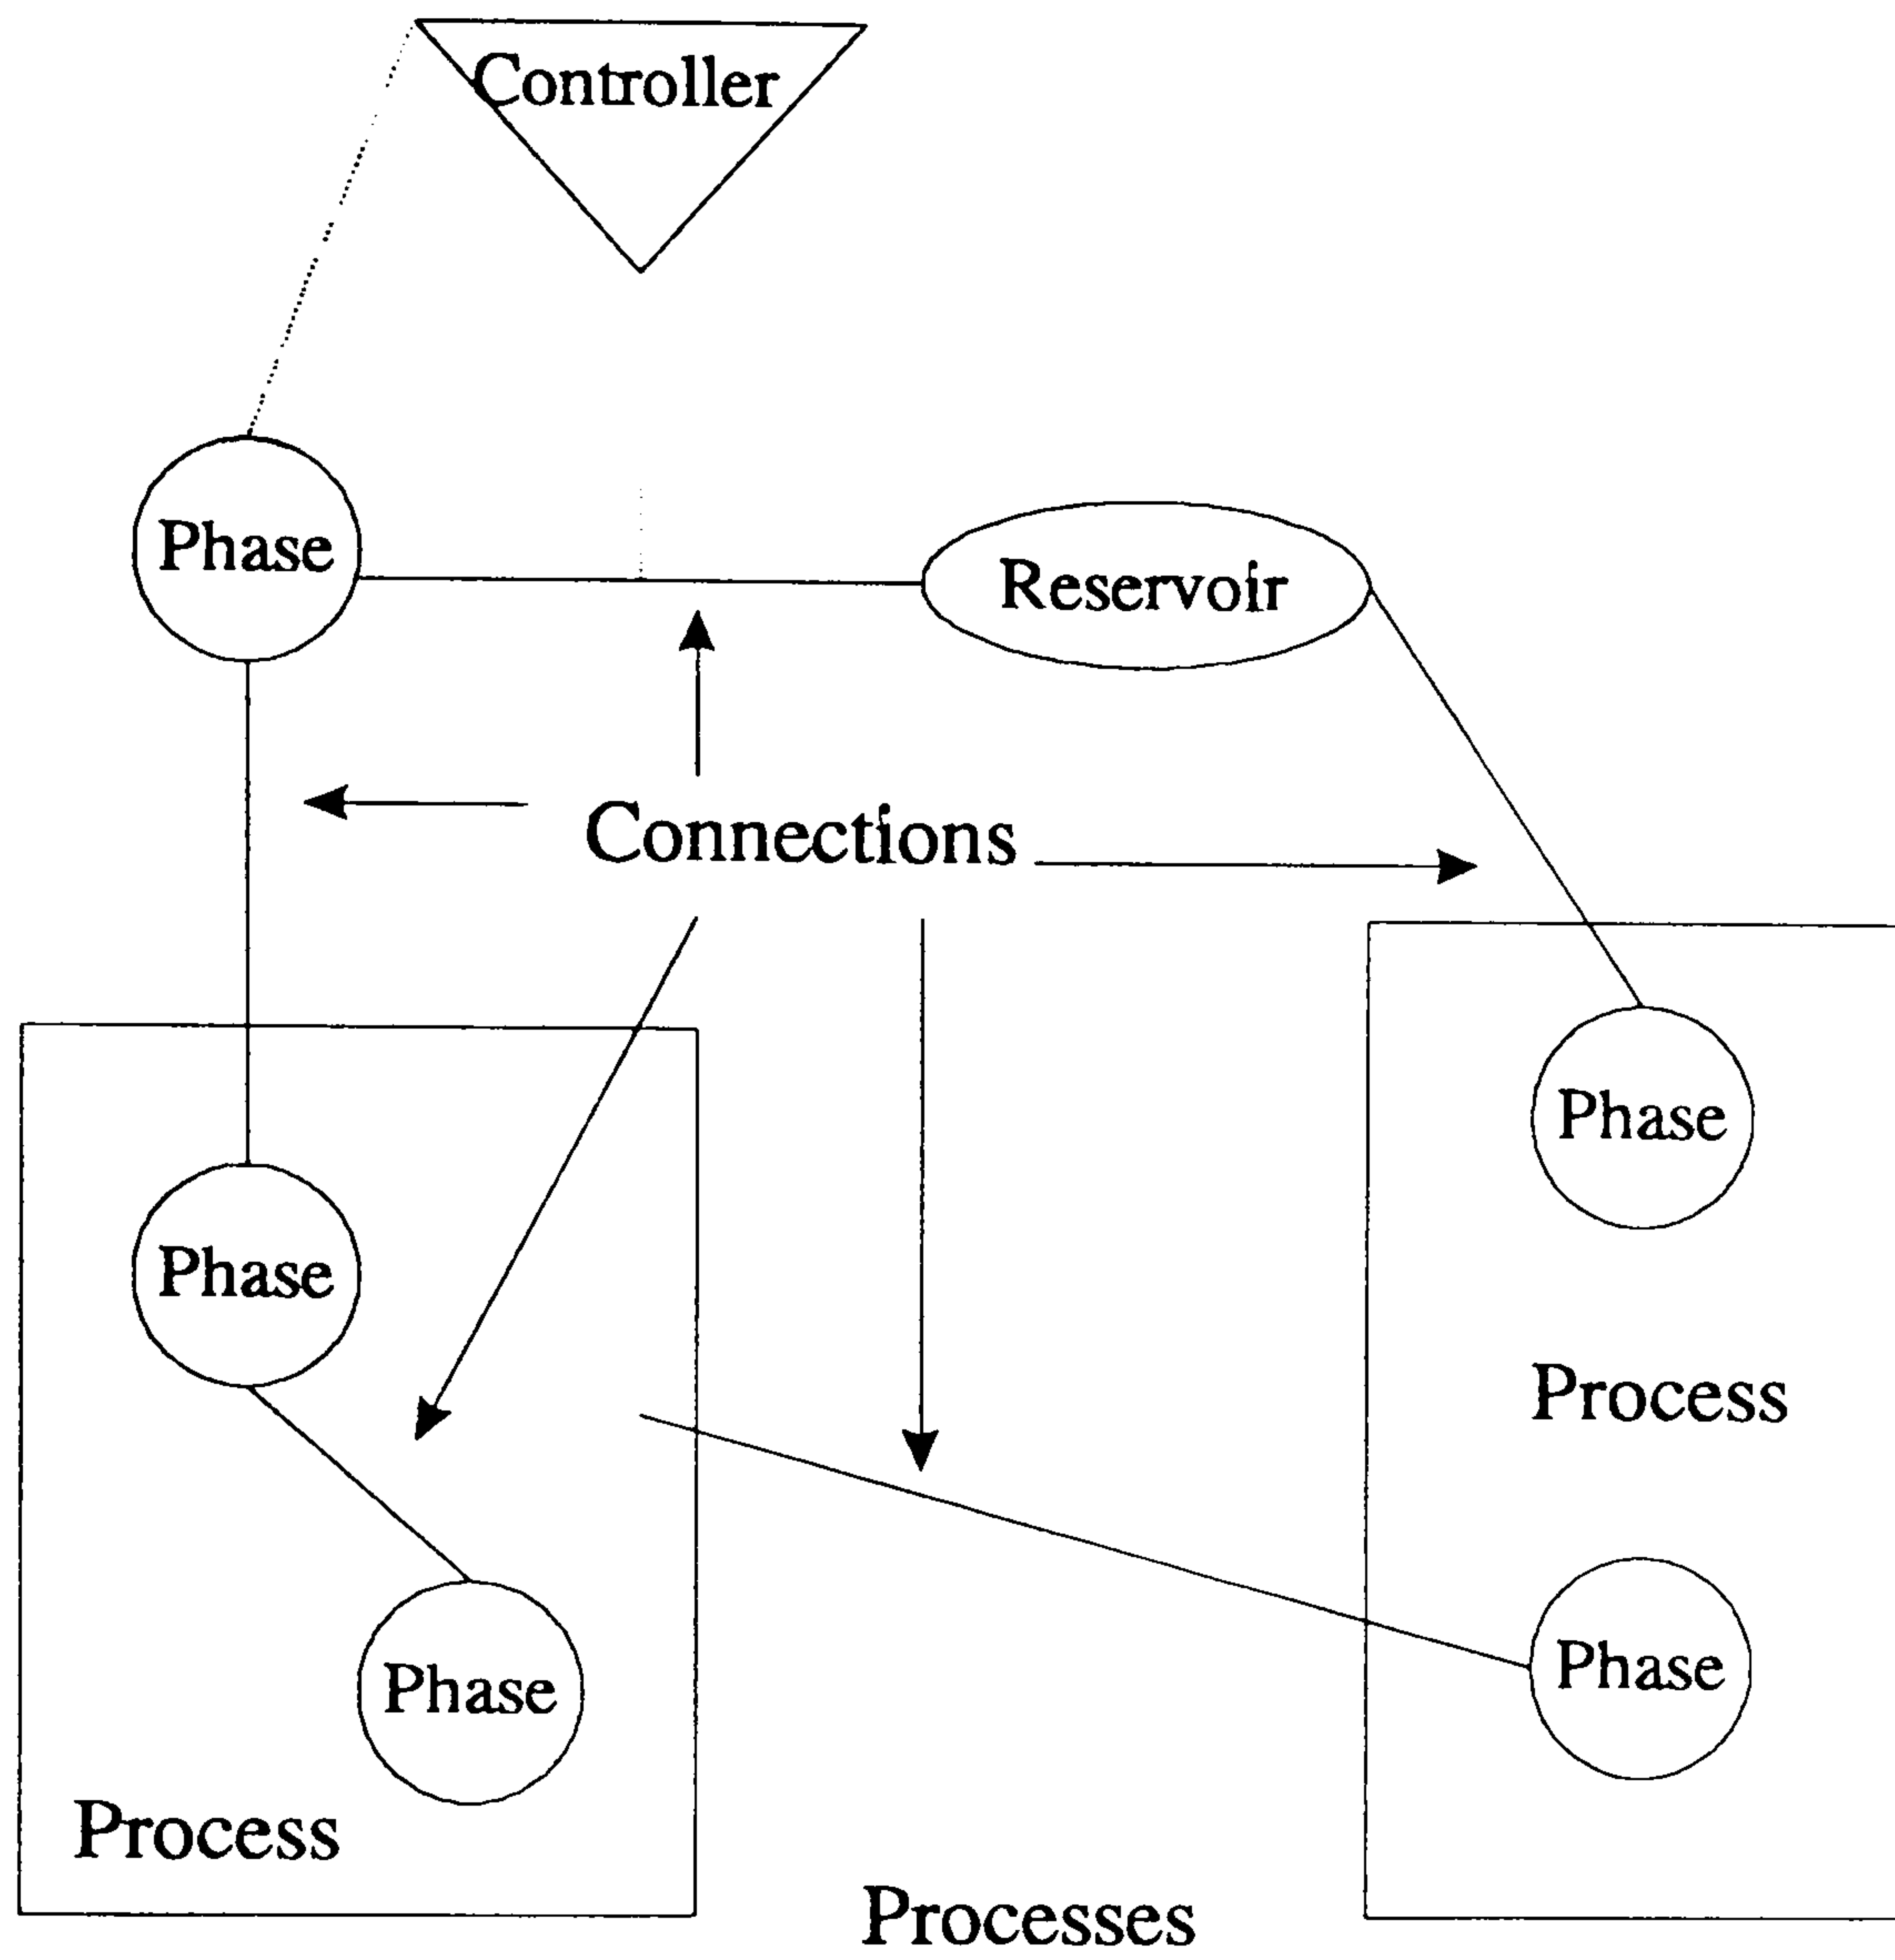 Controller
Phase
Reservoir
Connections
Phase
Phase
Process
Phase
Phase
Process
Processes